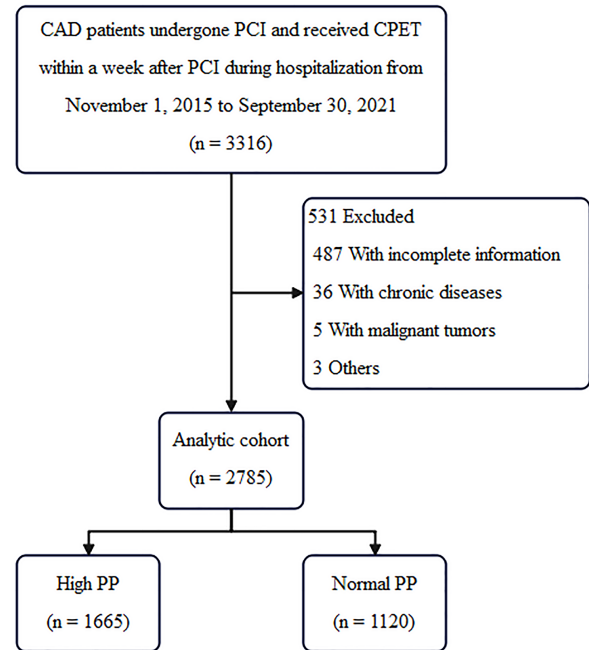 CAD patients undergone PCI and received CPET
within a week after PCI during hospitalization from
November 1, 2015 to September 30, 2021
(n = 3316)
531 Excluded
487 With incomplete information
36 With chronic diseases
5 With malignant tumors
3 Others
Analytic cohort
(n = 2785)
High PP
(n = 1665)
Normal PP
(n = 1120)